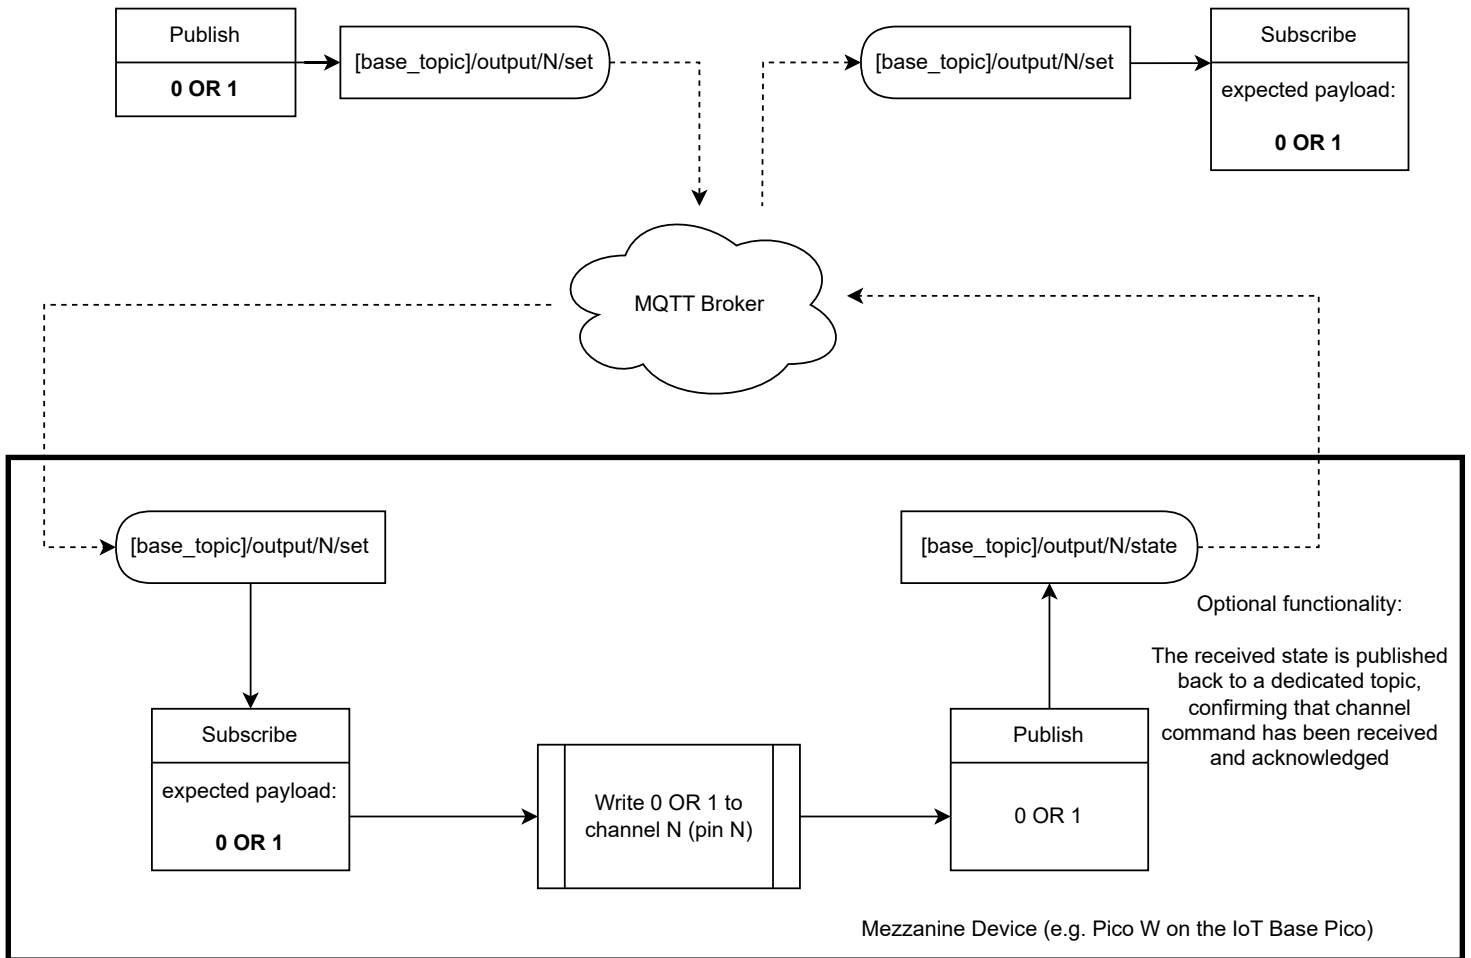 Publish
0 OR 1
[base_topic]/output/N/set
[base_topic]/output/N/set
Subscribe
expected payload:
0 OR 1
MQTT Broker
[base_topic]/output/N/set
[base_topic]/output/N/state
Optional functionality:
The received state is published
back to a dedicated topic,
confirming that channel
command has been received
and acknowledged
Subscribe
expected payload:
0 OR 1
Write 0 OR 1 to
channel N (pin N)
Publish
0 OR 1
Mezzanine Device (e.g. Pico W on the IoT Base Pico)